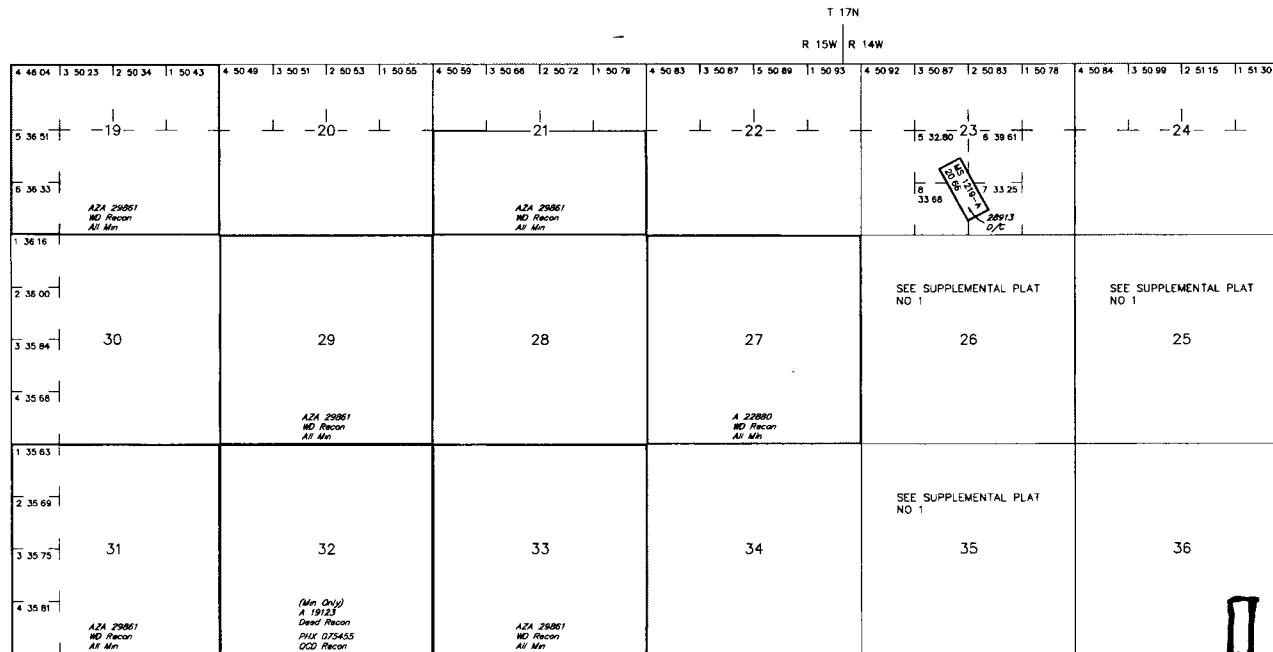 T 17N
R 15W R 14W
4 48 04 3 50 23 2 50 34 1 50 43 4 50 49 3 50 51 2 50 53 1 50 55 4 50 59 3 50 66 2 50 72 1 50 79 4 50 83 3 50 87 5 50 89 1 50 93 4 50 92 3 50 87 2 50 83 1 50 78 4 50 84 3 50 99 2 51 15 1 51 30
5 36 51 19 20 21 22 23 24
5 32.80 6 39 61
6 36 33
MS 1219-A
20 66
8 33 68
7 33 25
28913
D/C
AZA 29861
WD Recon
All Min
AZA 29861
WD Recon
All Min
1 36 16
2 36 00
SEE SUPPLEMENTAL PLAT
NO 1
SEE SUPPLEMENTAL PLAT
NO 1
3 35 84 30 29 28 27 26 25
4 35 68
AZA 29861
WD Recon
All Min
A 22880
WD Recon
All Min
1 35 63
2 35 69
SEE SUPPLEMENTAL PLAT
NO 1
3 35 75 31 32 33 34 35 36
4 35 81
AZA 29861
WD Recon
All Min
(Min Only)
A 19123
Deed Recon
PHX 075455
QCD Recon
AZA 29861
WD Recon
All Min